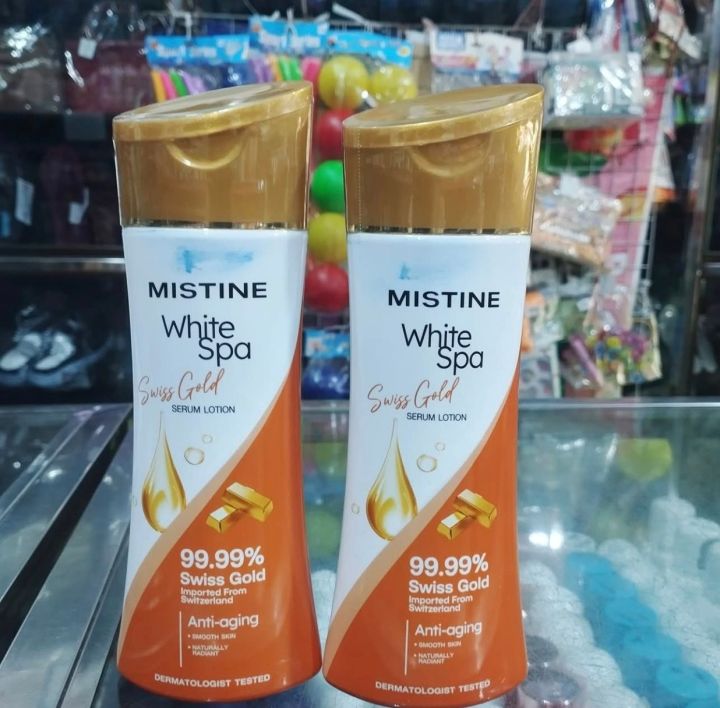 MISTINE
White
Spa
Swiss Gold
SERUM LOTION
99.99%
Swiss Gold
Imported From
Switzerland
Anti-aging
• SMOOTH SKIN
• NATURALLY
RADIANT
DERMATOLOGIST TESTED
MISTINE
White
Spa
Swiss Gold
SERUM LOTION
99.99%
Swiss Gold
Imported From
Switzerland
Anti-aging
• SMOOTH SKIN
• NATURALLY
RADIANT
DERMATOLOGIST TESTED